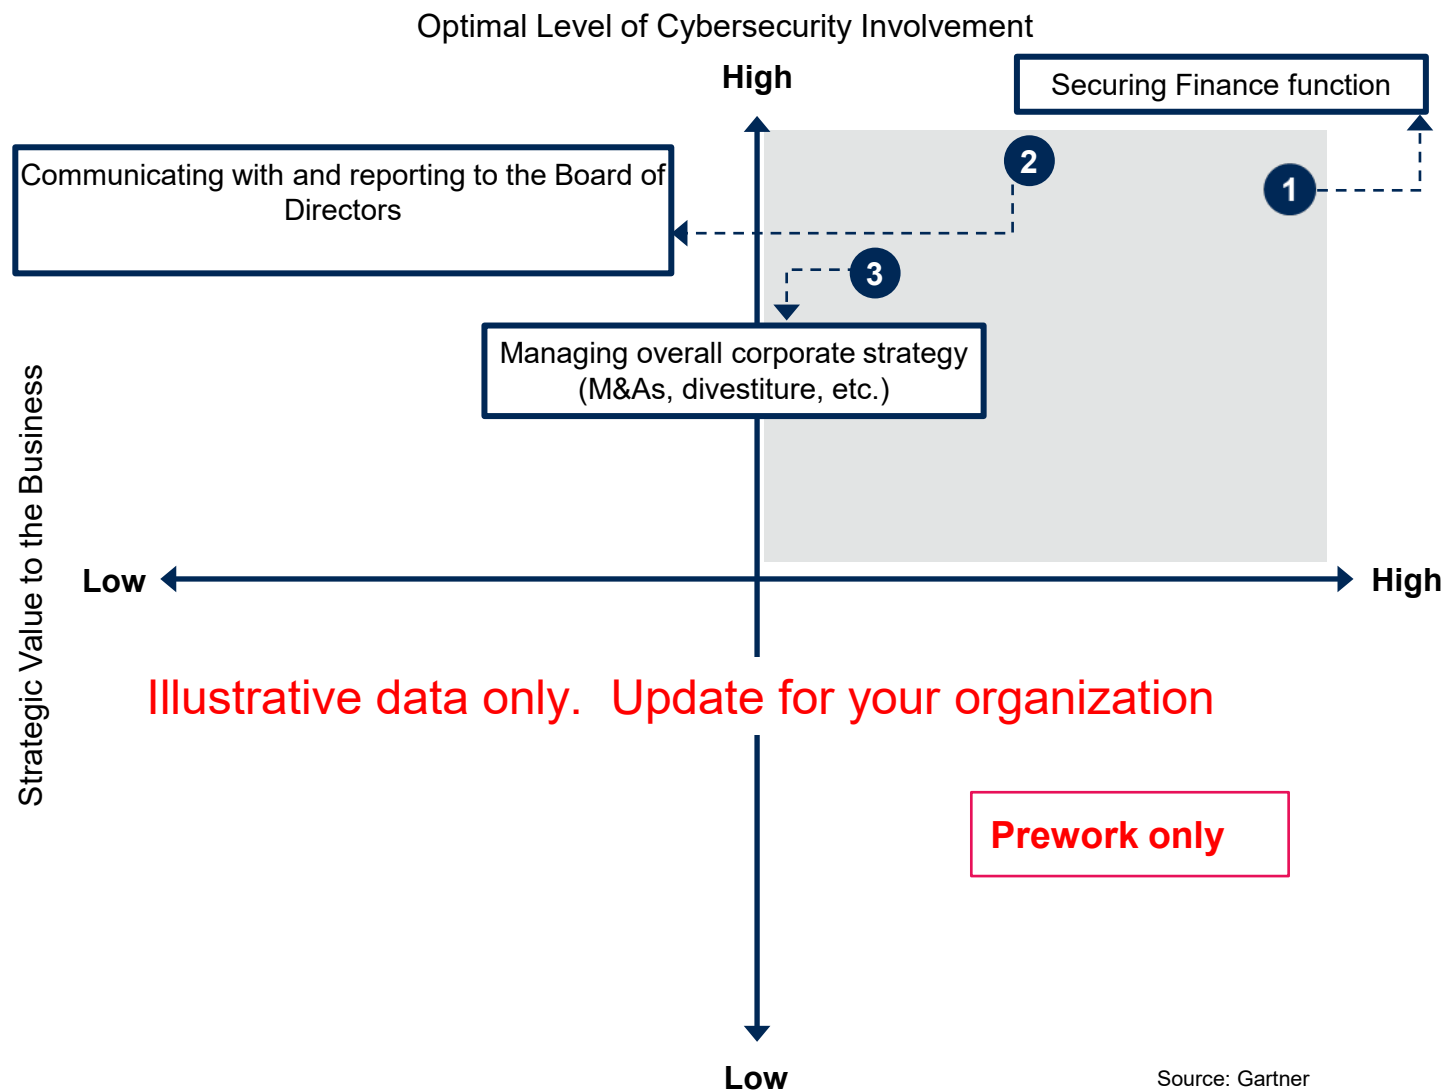 Optimal Level of Cybersecurity Involvement
High
Securing Finance function
Communicating with and reporting to the Board of
Directors
2
1
3
Managing overall corporate strategy
(M&As, divestiture, etc.)
Strategic Value to the Business
Low
High
Illustrative data only.  Update for your organization
Prework only
Low
Source: Gartner